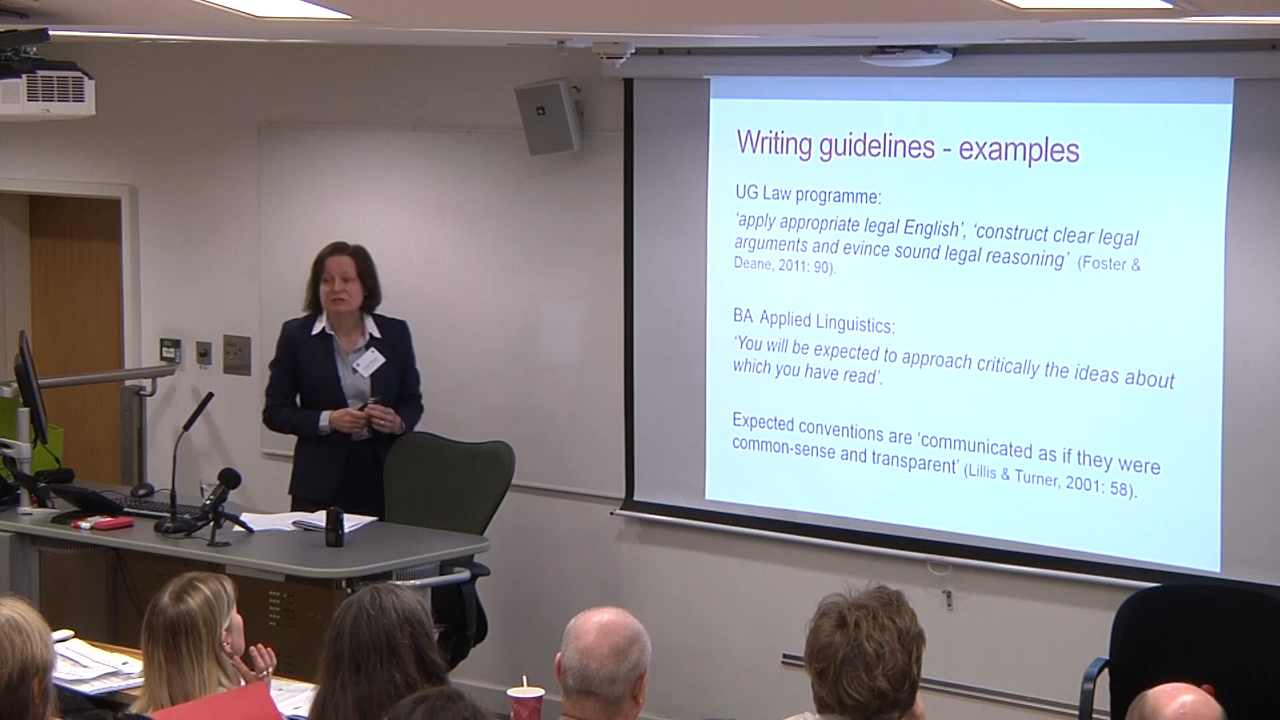 Writing guidelines - examples
UG Law programme:
‘apply appropriate legal English’, ‘construct clear legal
arguments and evince sound legal reasoning’ (Foster &
Deane, 2011: 90).
BA Applied Linguistics:
‘You will be expected to approach critically the ideas about
which you have read’.
Expected conventions are ‘communicated as if they were
common-sense and transparent’ (Lillis & Turner, 2001: 58).